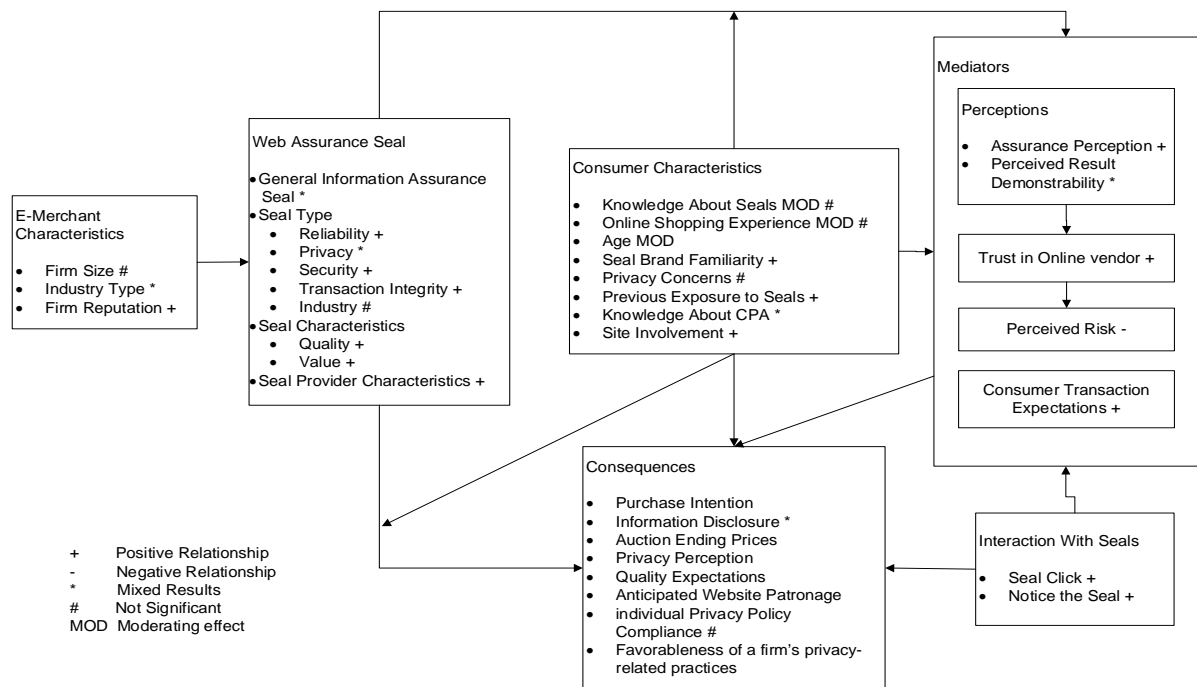 E-Merchant
Characteristics
• Firm Size #
• Industry Type *
• Firm Reputation +
Web Assurance Seal
• General Information Assurance
Seal *
• Seal Type
• Reliability +
• Privacy *
• Security +
• Transaction Integrity +
• Industry #
• Seal Characteristics
• Quality +
• Value +
• Seal Provider Characteristics +
Consumer Characteristics
• Knowledge About Seals MOD #
• Online Shopping Experience MOD #
• Age MOD
• Seal Brand Familiarity +
• Privacy Concerns #
• Previous Exposure to Seals +
• Knowledge About CPA *
• Site Involvement +
Mediators
Perceptions
• Assurance Perception +
• Perceived Result
Demonstrability *
Trust in Online vendor +
Perceived Risk -
Consumer Transaction
Expectations +
Consequences
• Purchase Intention
• Information Disclosure *
• Auction Ending Prices
• Privacy Perception
• Quality Expectations
• Anticipated Website Patronage
• individual Privacy Policy
Compliance #
• Favorableness of a firm's privacy-
related practices
Interaction With Seals
• Seal Click +
• Notice the Seal +
+ Positive Relationship
- Negative Relationship
* Mixed Results
# Not Significant
MOD Moderating effect